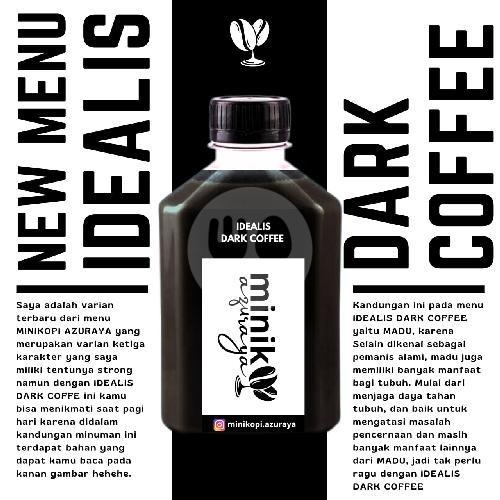 NEW MENU
IDEALIS
DARK
COFFEE
IDEALIS
DARK COFFEE
minik
azuraya
minikopi.azuraya
Saya adalah varian
terbaru dari menu
MINIKOPI AZURAYA yang
merupakan varian ketiga
karakter yang saya
miliki tentunya strong
namun dengan iDEALIS
DARK COFFE ini kamu
bisa menikmati saat pagi
hari karena didalam
kandungan minuman ini
terdapat bahan yang
dapat kamu baca pada
kanan gambar hehehe.
Kandungan ini pada menu
iDEALIS DARK COFFEE
yaitu MADU, karena
Selain dikenal sebagai
pemanis alami, madu juga
memiliki banyak manfaat
bagi tubuh. Mulai dari
menjaga daya tahan
tubuh, dan baik untuk
mengatasi masalah
pencernaan dan masih
banyak manfaat lainnya
dari MADU, jadi tak perlu
ragu dengan iDEALIS
DARK COFFEE